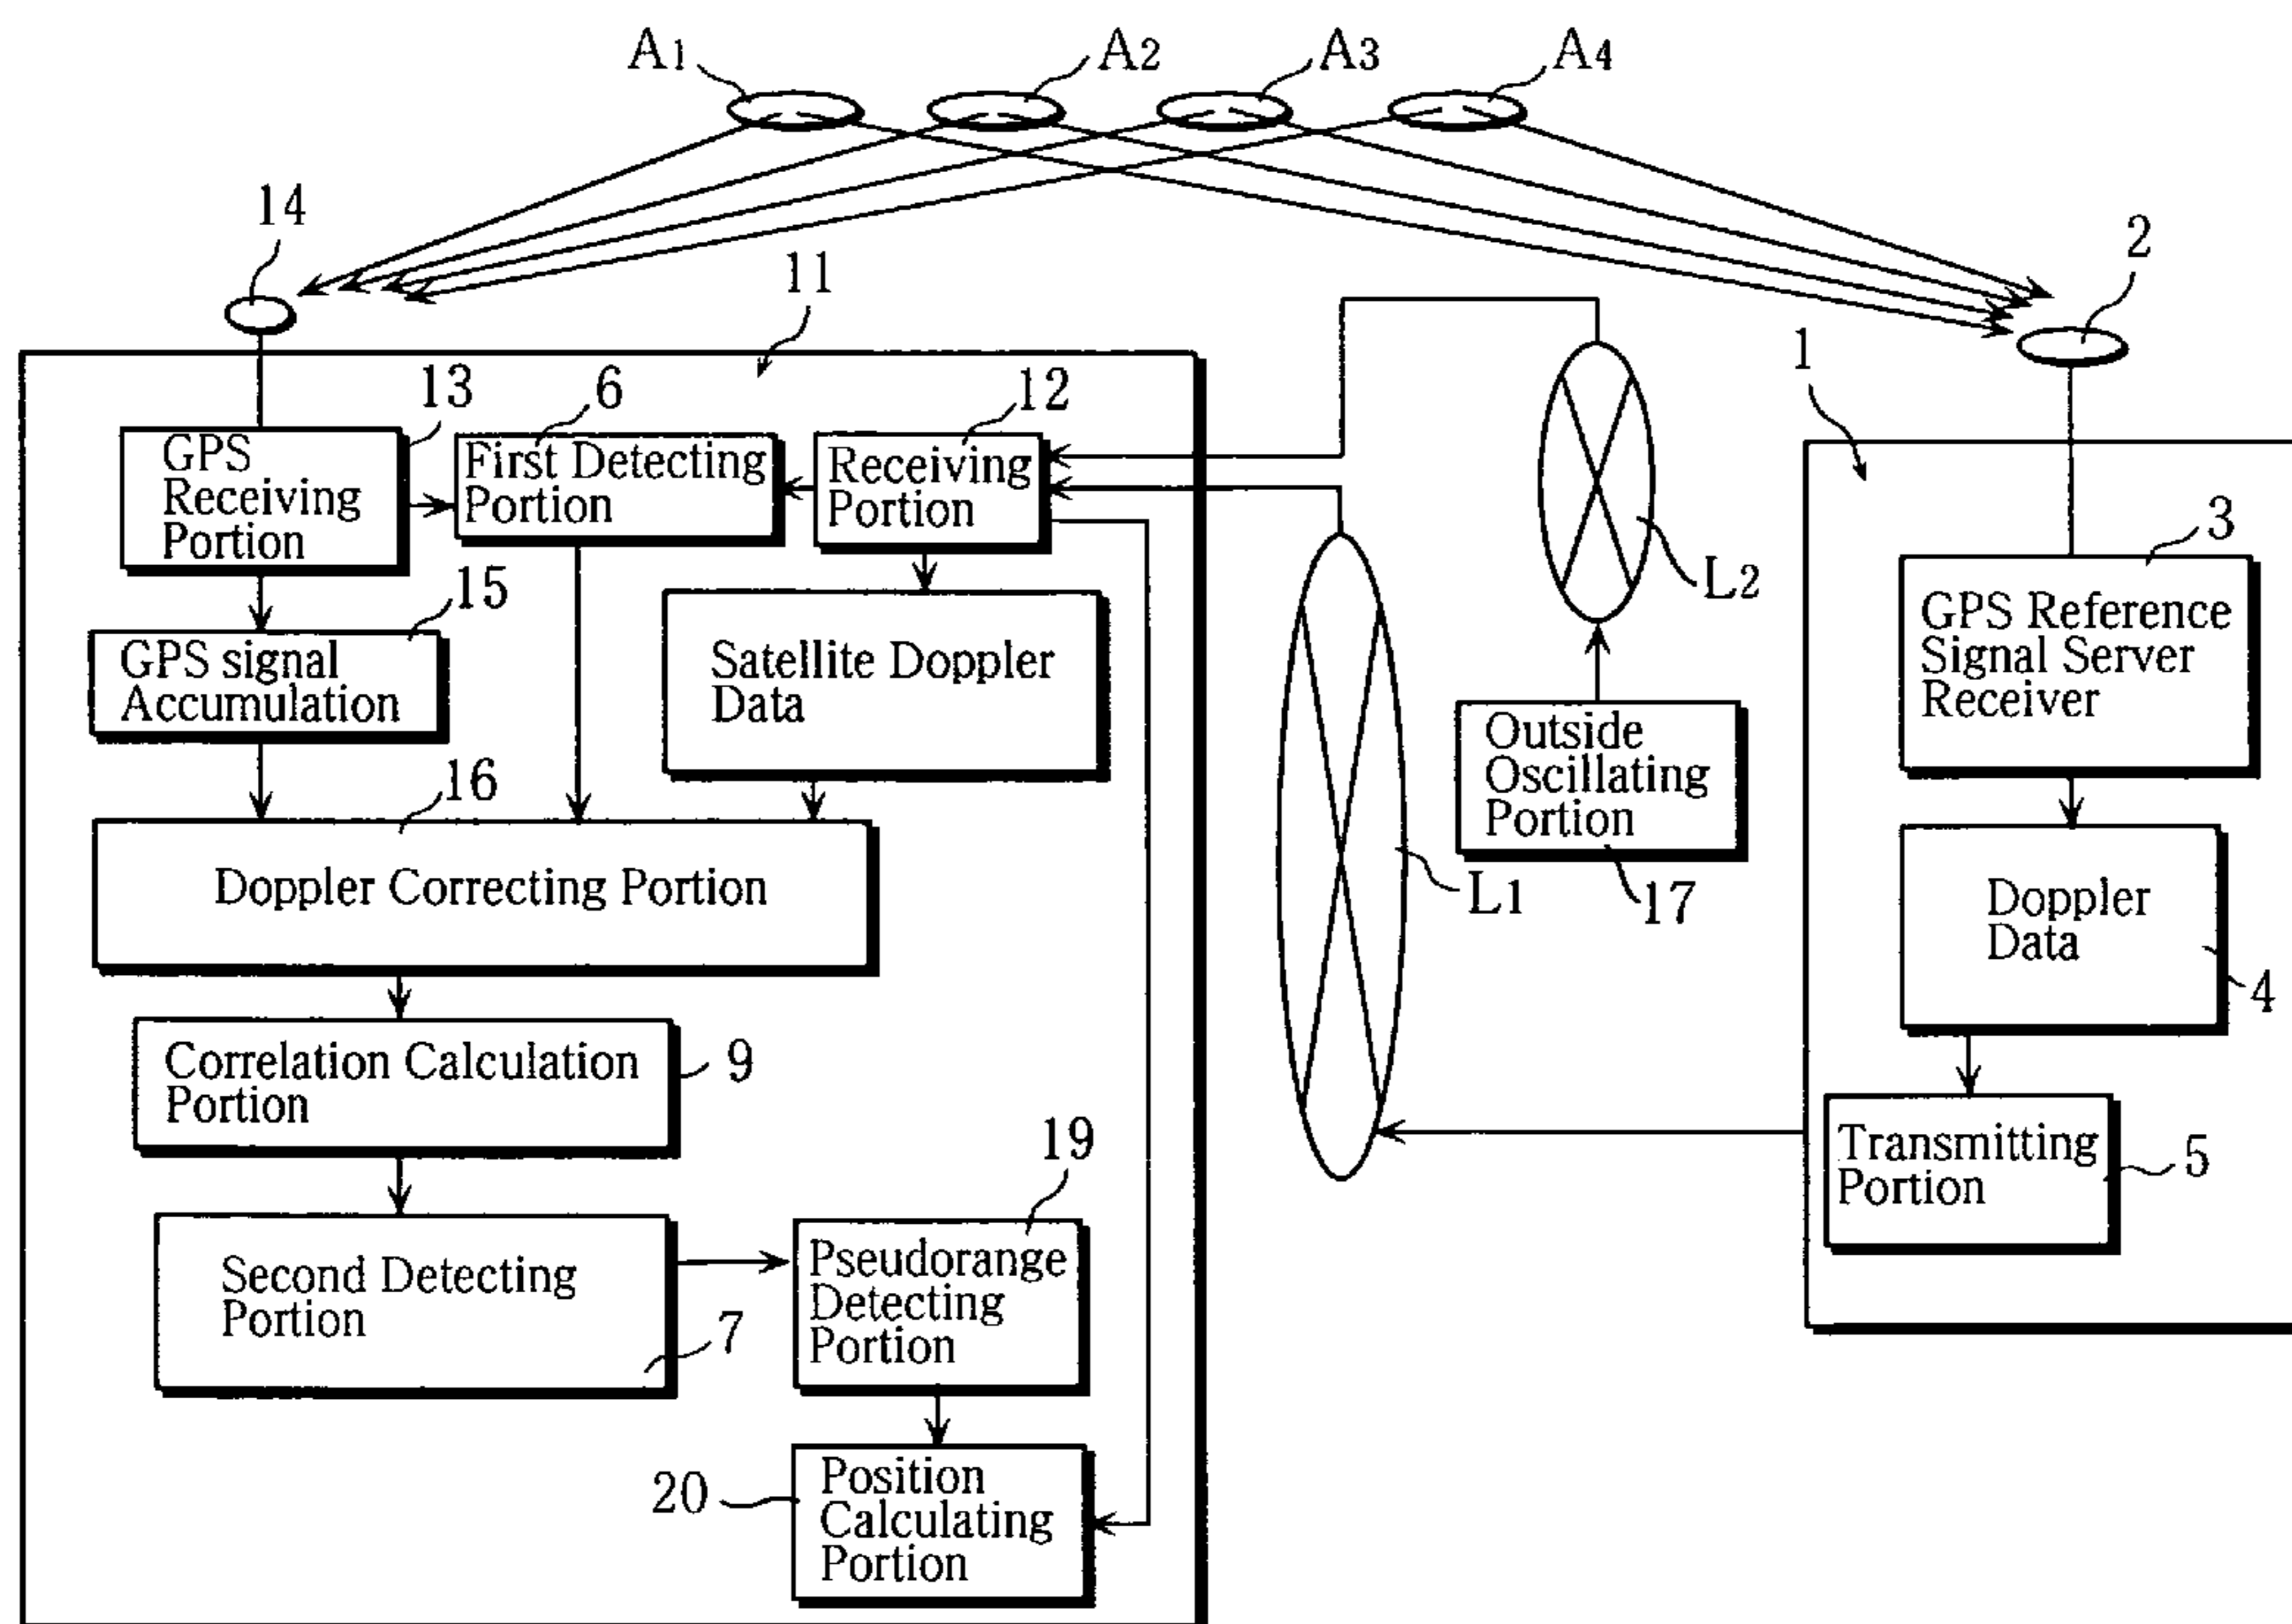 A1
A2
A3
A4
14
11
2
1
13
6
12
GPS
Receiving
Portion
First Detecting
Portion
Receiving
Portion
3
L2
GPS Reference
Signal Server
Receiver
15
GPS signal
Accumulation
Satellite Doppler
Data
Outside
Oscillating
Portion
17
16
Doppler Correcting Portion
L1
Doppler
Data
4
Correlation Calculation
Portion
9
19
Transmitting
Portion
5
Second Detecting
Portion
7
Pseudorange
Detecting
Portion
20
Position
Calculating
Portion